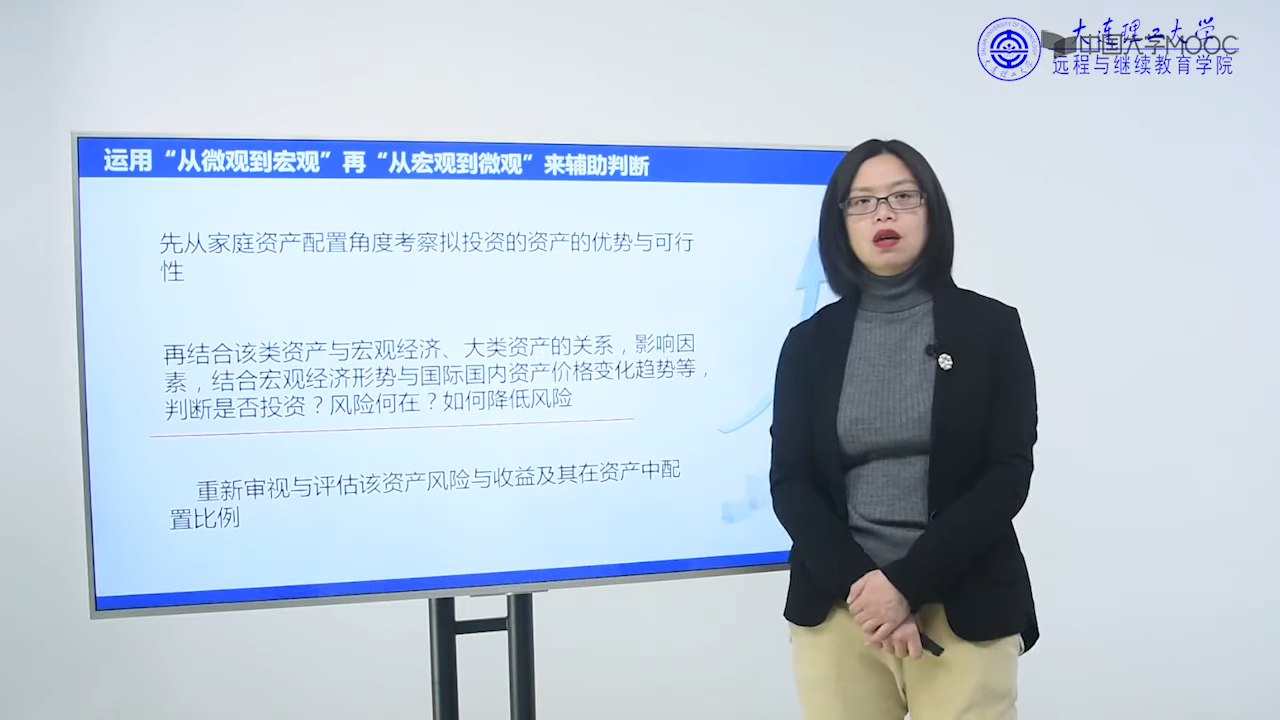 大连理工大学
中国大学MOOC
远程与继续教育学院
运用“从微观到宏观”再“从宏观到微观”来辅助判断
先从家庭资产配置角度考察拟投资的资产的优势与可行
性
再结合该类资产与宏观经济、大类资产的关系，影响因
素，结合宏观经济形势与国际国内资产价格变化趋势等，
判断是否投资？风险何在？如何降低风险
重新审视与评估该资产风险与收益及其在资产中配
置比例